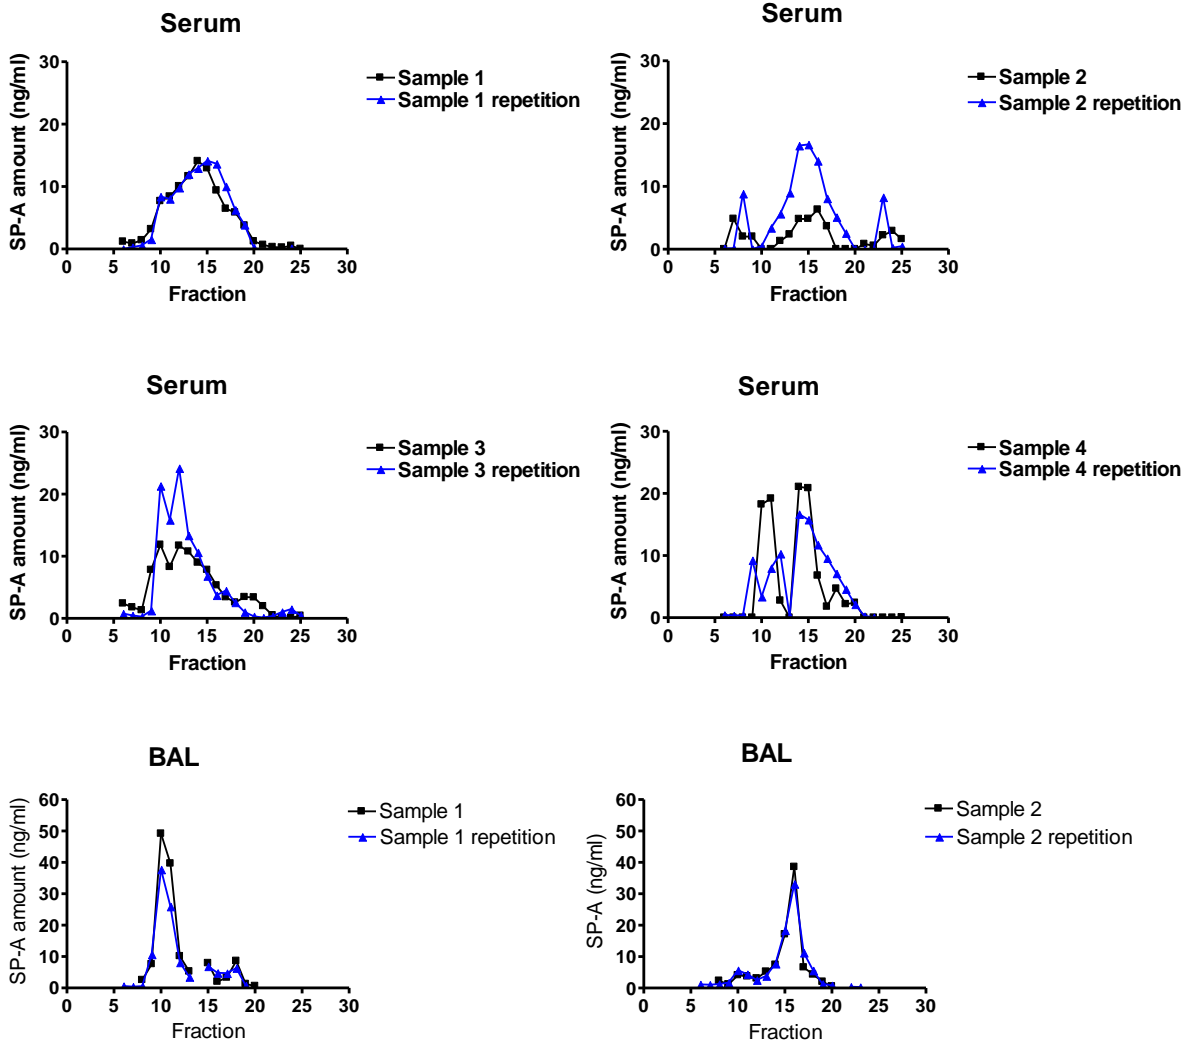 Serum
SP-A amount (ng/ml)
30
20
10
0
0 5 10 15 20 25 30
Fraction
Sample 1
Sample 1 repetition
Serum
SP-A amount (ng/ml)
30
20
10
0
0 5 10 15 20 25 30
Fraction
Sample 2
Sample 2 repetition
Serum
SP-A amount (ng/ml)
30
20
10
0
0 5 10 15 20 25 30
Fraction
Sample 3
Sample 3 repetition
Serum
SP-A amount (ng/ml)
30
20
10
0
0 5 10 15 20 25 30
Fraction
Sample 4
Sample 4 repetition
BAL
SP-A amount (ng/ml)
60
50
40
30
20
10
0
0 5 10 15 20 25 30
Fraction
Sample 1
Sample 1 repetition
BAL
SP-A (ng/ml)
60
50
40
30
20
10
0
0 5 10 15 20 25 30
Fraction
Sample 2
Sample 2 repetition